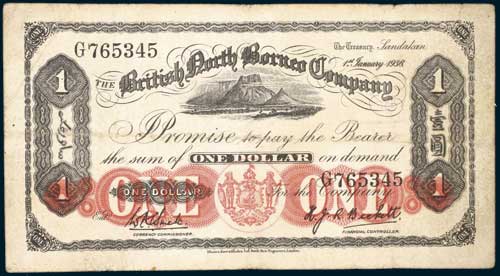 G765345
The Treasury, Sandakan
1st January 1938.
THE British North Borneo Company
1
1
I Promise to pay the Bearer
the sum of ONE DOLLAR on demand
壹圓
G765345
For the Company
ONE ONE
ONE DOLLAR
1
1
CURRENCY COMMISSIONER.
FINANCIAL CONTROLLER.